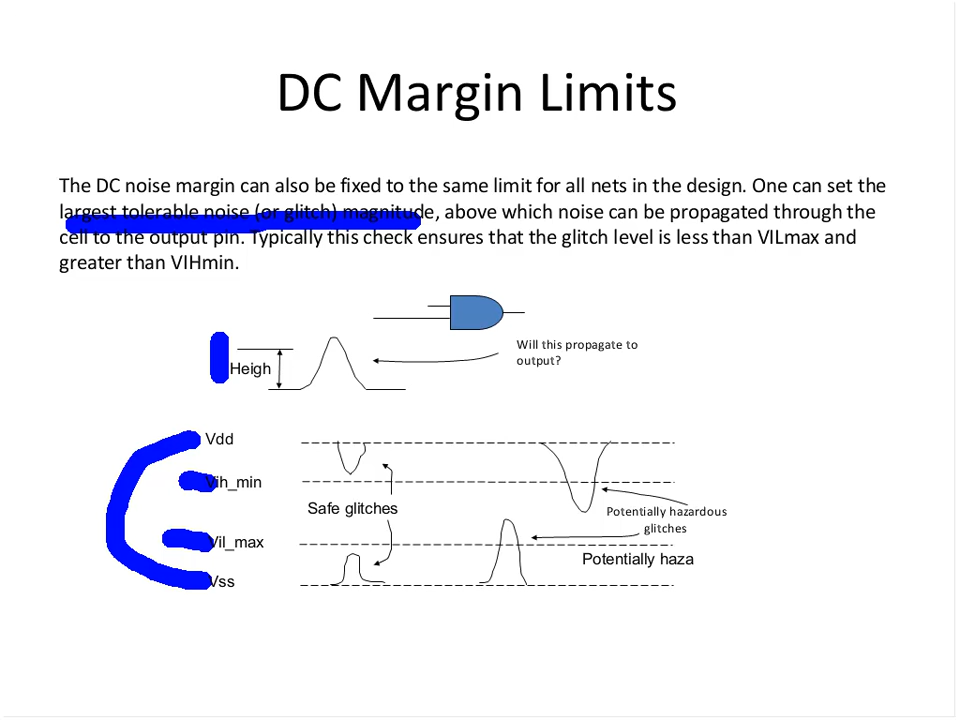 DC Margin Limits
The DC noise margin can also be fixed to the same limit for all nets in the design. One can set the
largest tolerable noise (or glitch) magnitude, above which noise can be propagated through the
cell to the output pin. Typically this check ensures that the glitch level is less than VILmax and
greater than VIHmin.
Will this propagate to
output?
Heigh
Vdd
Vih_min
Safe glitches
Potentially hazardous
glitches
Vil_max
Potentially haza
Vss